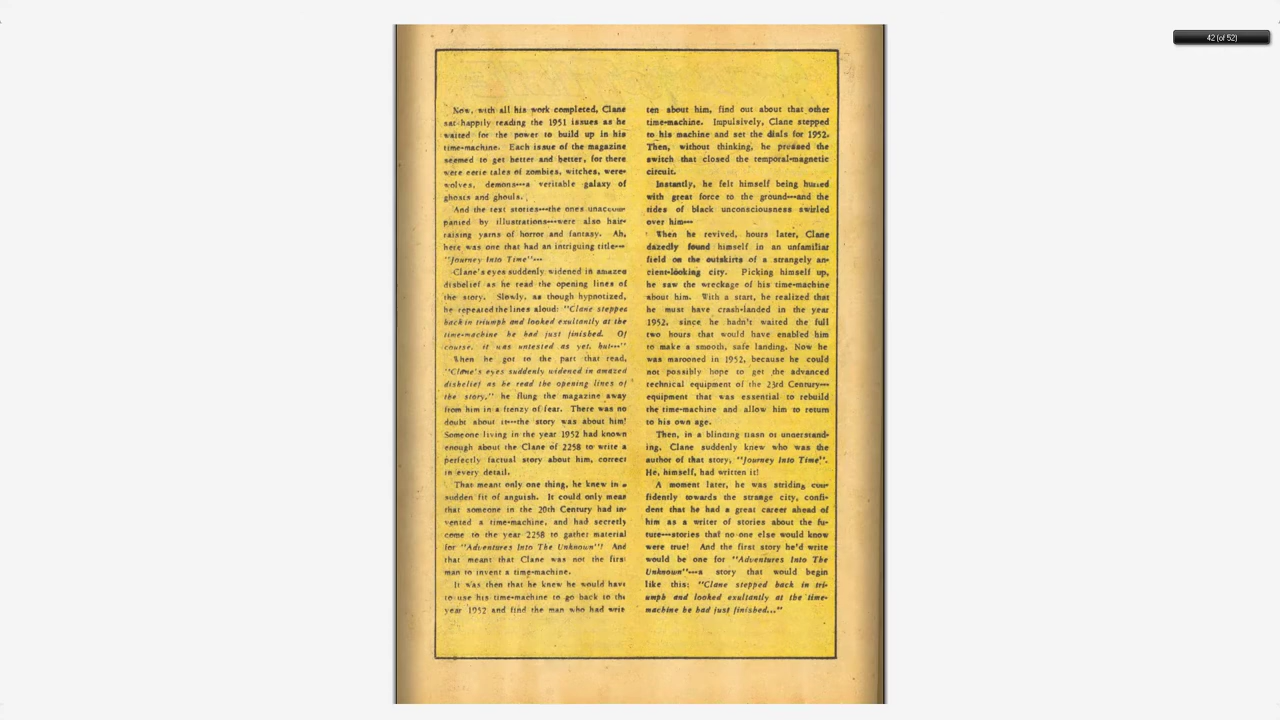 42 (of 52)
Now, with all his work completed, Clane
sat happily reading the 1951 issues as he
waited for the power to build up in his
time-machine. Each issue of the magazine
seemed to get better and better, for there
were eerie tales of zombies, witches, were-
wolves, demons---a veritable galaxy of
ghosts and ghouls.
And the text stories---the ones unaccom-
panied by illustrations---were also hair-
raising yarns of horror and fantasy. Ah,
here was one that had an intriguing title---
"Journey Into Time"---
Clane's eyes suddenly widened in amazed
disbelief as he read the opening lines of
the story. Slowly, as though hypnotized,
he repeated the lines aloud: "Clane stepped
back in triumph and looked exultantly at the
time-machine he had just finished. Of
course, it was untested as yet, but---"
When he got to the part that read,
"Clane's eyes suddenly widened in amazed
disbelief as he read the opening lines of
the story," he flung the magazine away
from him in a frenzy of fear. There was no
doubt about it---the story was about him!
Someone living in the year 1952 had known
enough about the Clane of 2258 to write a
perfectly factual story about him, correct
in every detail.
That meant only one thing, he knew in a
sudden fit of anguish. It could only mean
that someone in the 20th Century had in-
vented a time-machine, and had secretly
come to the year 2258 to gather material
for "Adventures Into The Unknown"! And
that meant that Clane was not the first
man to invent a time-machine.
It was then that he knew he would have
to use his time-machine to go back to the
year 1952 and find the man who had writ-
ten about him, find out about that other
time-machine. Impulsively, Clane stepped
to his machine and set the dials for 1952.
Then, without thinking, he pressed the
switch that closed the temporal-magnetic
circuit.
Instantly, he felt himself being hurled
with great force to the ground---and the
tides of black unconsciousness swirled
over him---
When he revived, hours later, Clane
dazedly found himself in an unfamiliar
field on the outskirts of a strangely an-
cient-looking city. Picking himself up,
he saw the wreckage of his time-machine
about him. With a start, he realized that
he must have crash-landed in the year
1952, since he hadn't waited the full
two hours that would have enabled him
to make a smooth, safe landing. Now he
was marooned in 1952, because he could
not possibly hope to get the advanced
technical equipment of the 23rd Century---
equipment that was essential to rebuild
the time-machine and allow him to return
to his own age.
Then, in a blinding flash of understand-
ing, Clane suddenly knew who was the
author of that story, "Journey Into Time".
He, himself, had written it!
A moment later, he was striding con-
fidently towards the strange city, confi-
dent that he had a great career ahead of
him as a writer of stories about the fu-
ture---stories that no one else would know
were true! And the first story he'd write
would be one for "Adventures Into The
Unknown"---a story that would begin
like this: "Clane stepped back in tri-
umph and looked exultantly at the time-
machine he had just finished..."